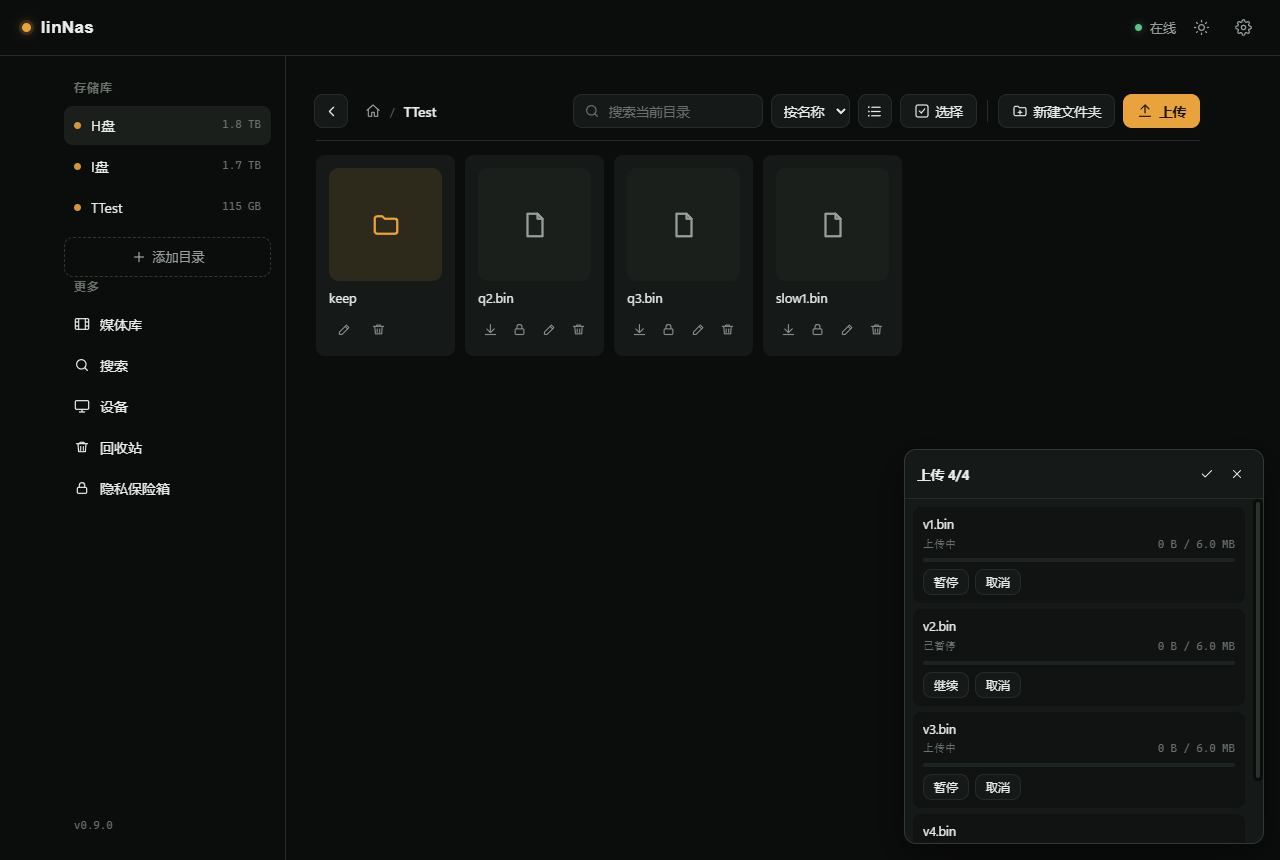 linNas
在线
存储库
H盘 1.8 TB
I盘 1.7 TB
TTest 115 GB
添加目录
更多
媒体库
搜索
设备
回收站
隐私保险箱
v0.9.0
/ TTest
搜索当前目录
按名称
选择
新建文件夹
上传
keep
q2.bin
q3.bin
slow1.bin
上传 4/4
v1.bin
上传中 0 B / 6.0 MB
暂停 取消
v2.bin
已暂停 0 B / 6.0 MB
继续 取消
v3.bin
上传中 0 B / 6.0 MB
暂停 取消
v4.bin